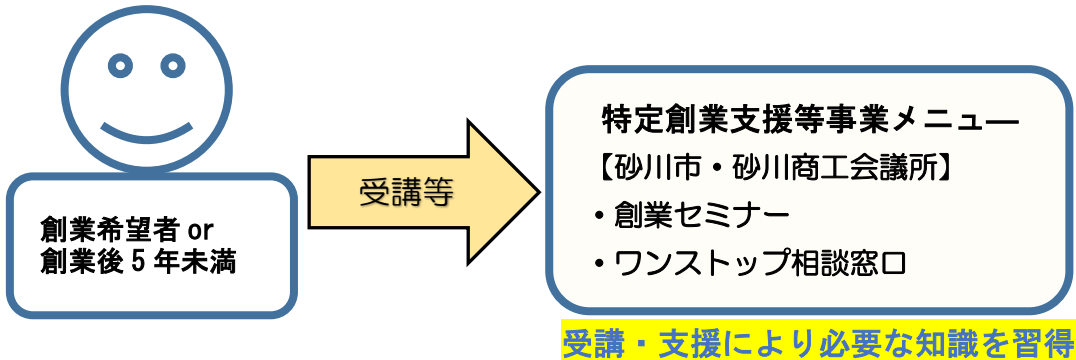 創業希望者 or
創業後 5 年未満
受講等
特定創業支援等事業メニュー
【砂川市・砂川商工会議所】
・創業セミナー
・ワンストップ相談窓口
受講・支援により必要な知識を習得